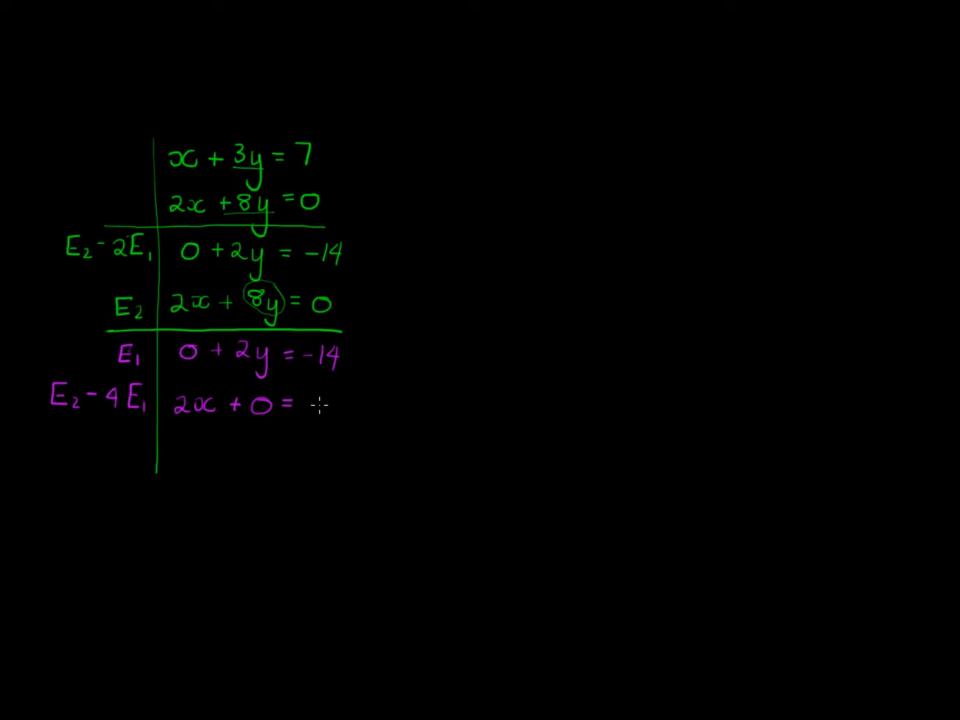 x + 3y = 7
2x + 8y = 0
E₂ - 2E₁ 0 + 2y = -14
E₂ 2x + 8y = 0
E₁ 0 + 2y = -14
E₂ - 4E₁ 2x + 0 =